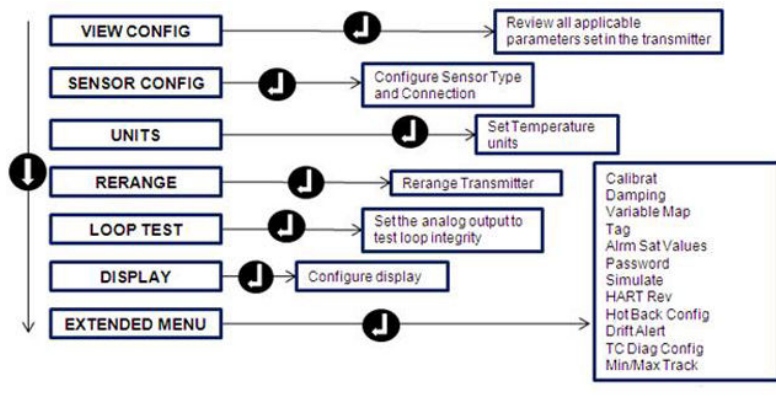 VIEW CONFIG
Review all applicable
parameters set in the transmitter
SENSOR CONFIG
Configure Sensor Type
and Connection
UNITS
Set Temperature
units
RERANGE
Rerange Transmitter
LOOP TEST
Set the analog output to
test loop integrity
DISPLAY
Configure display
EXTENDED MENU
Calibrat
Damping
Variable Map
Tag
Alrm Sat Values
Password
Simulate
HART Rev
Hot Back Config
Drift Alert
TC Diag Config
Min/Max Track